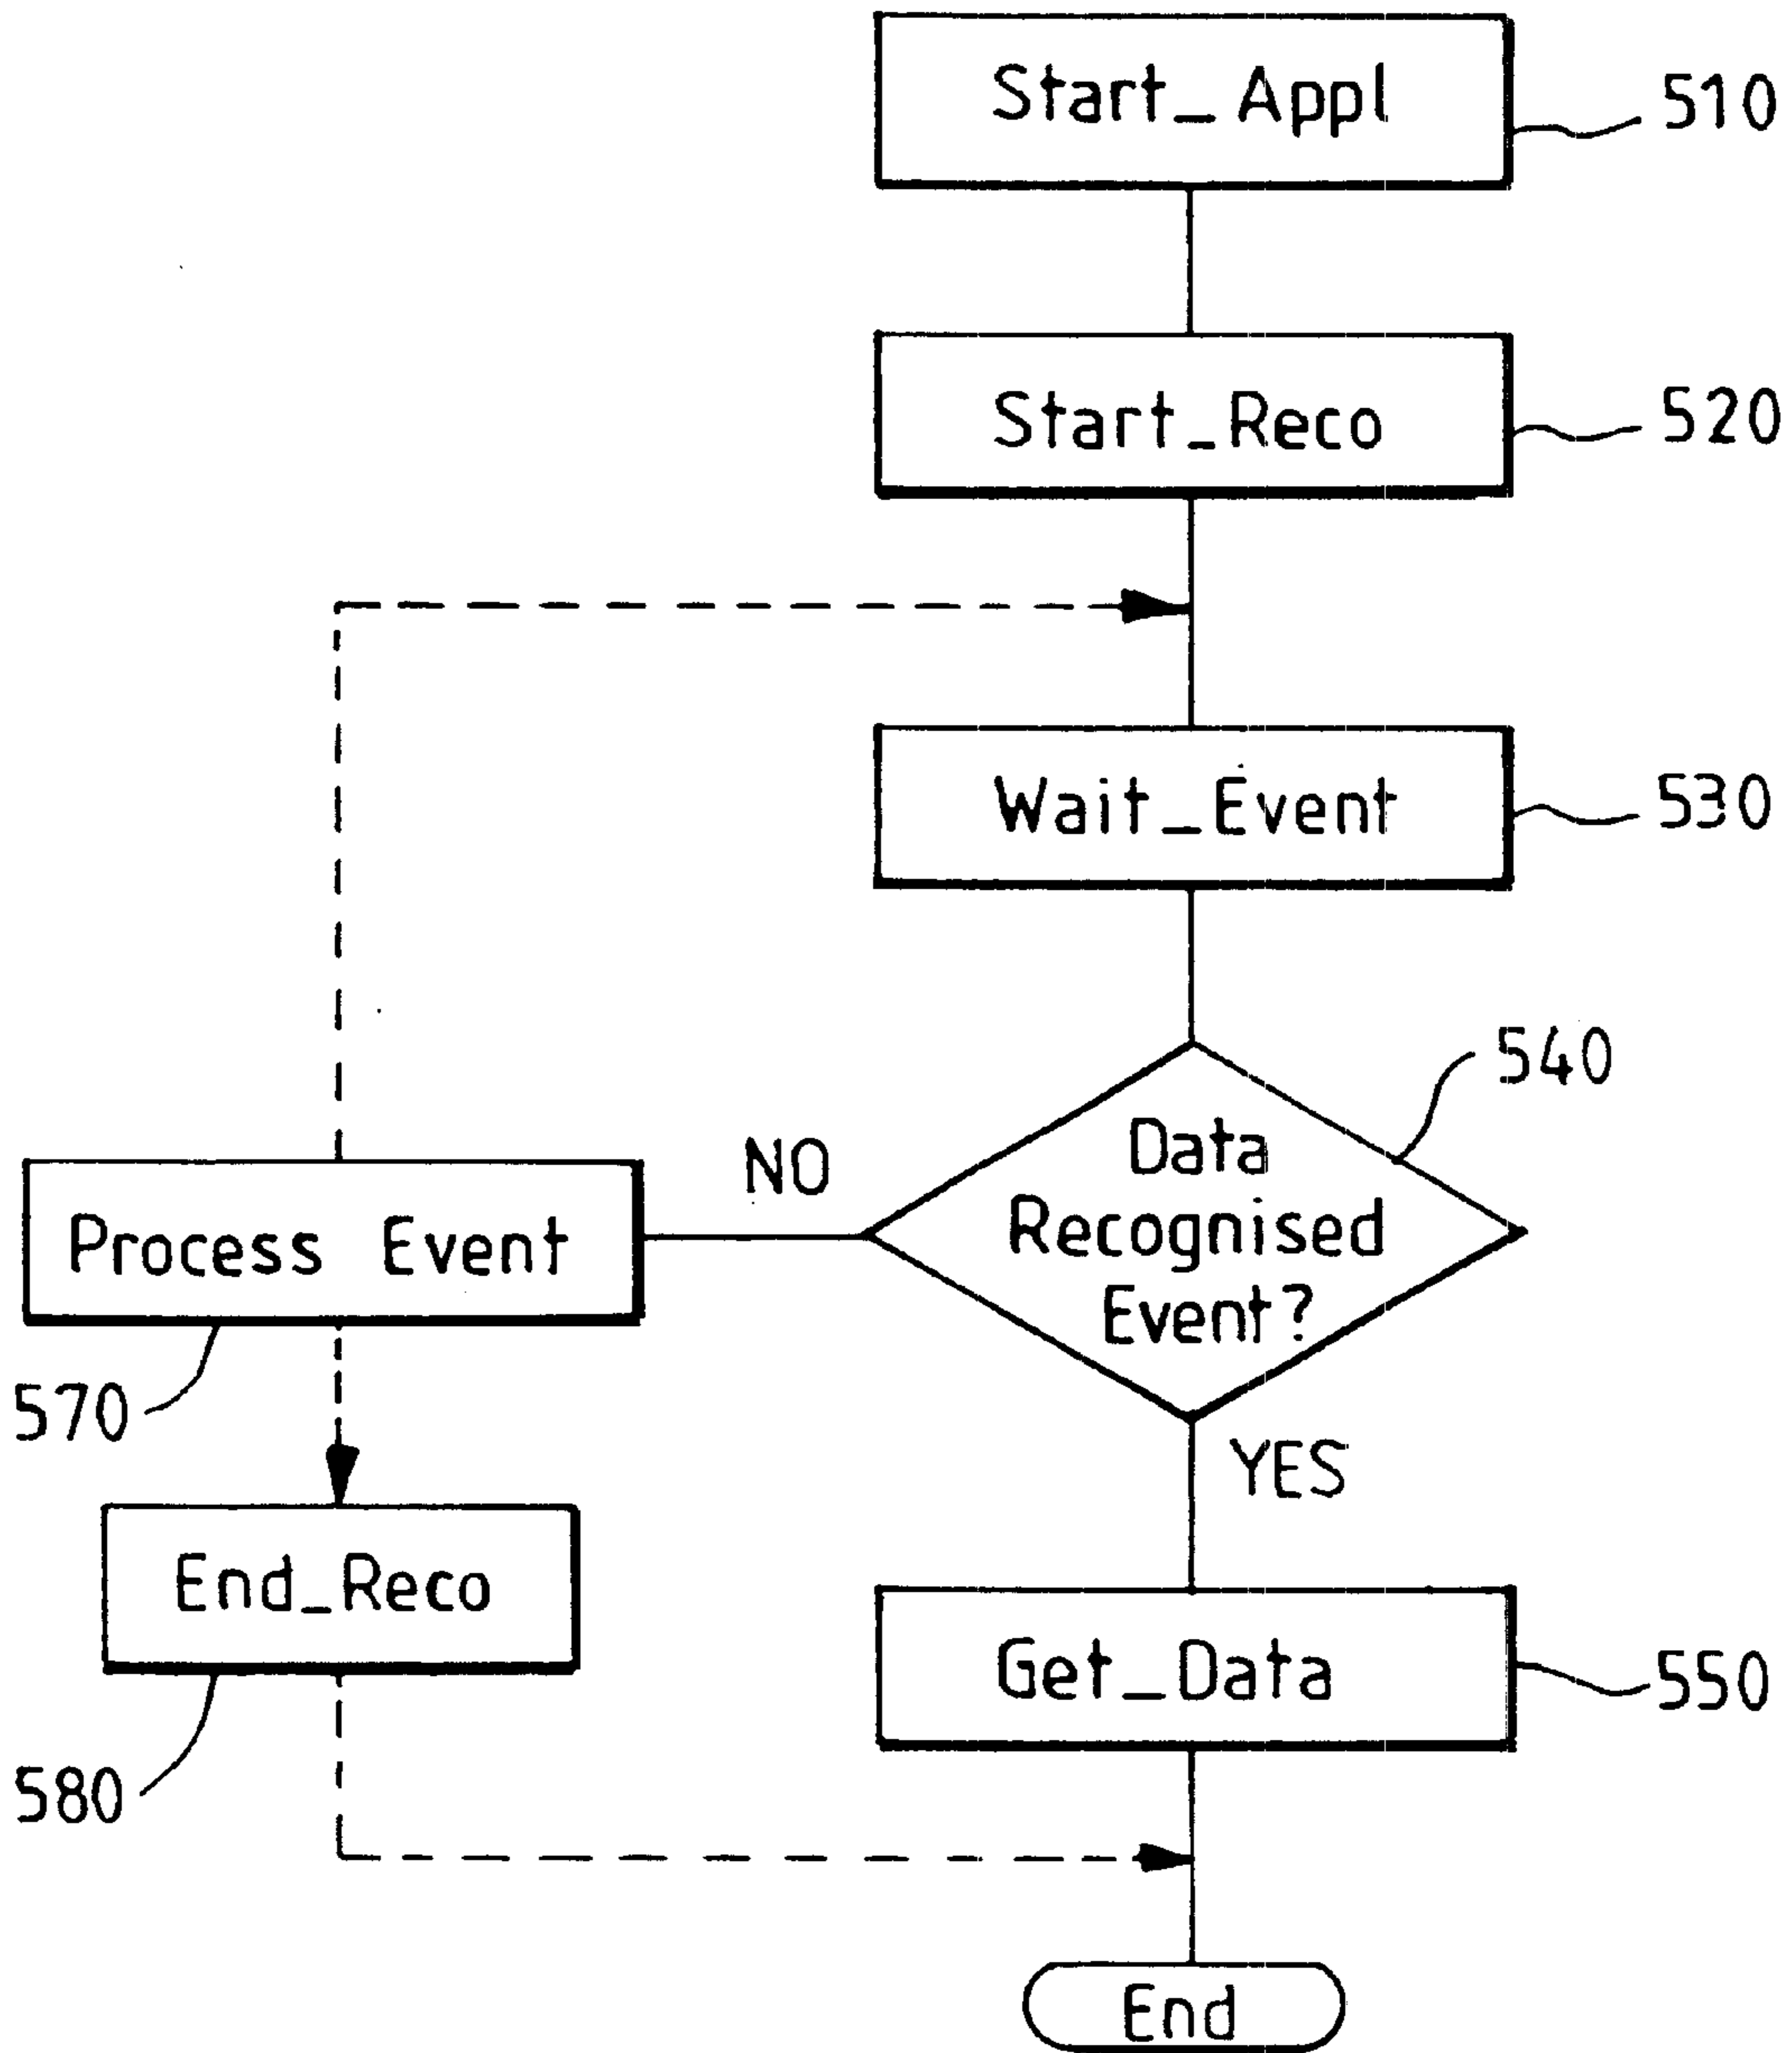 Start_Appl
510
Start_Reco
520
Wait_Event
530
540
Data
Recognised
Event?
NO
Process Event
570
YES
End_Reco
580
Get_Data
550
End